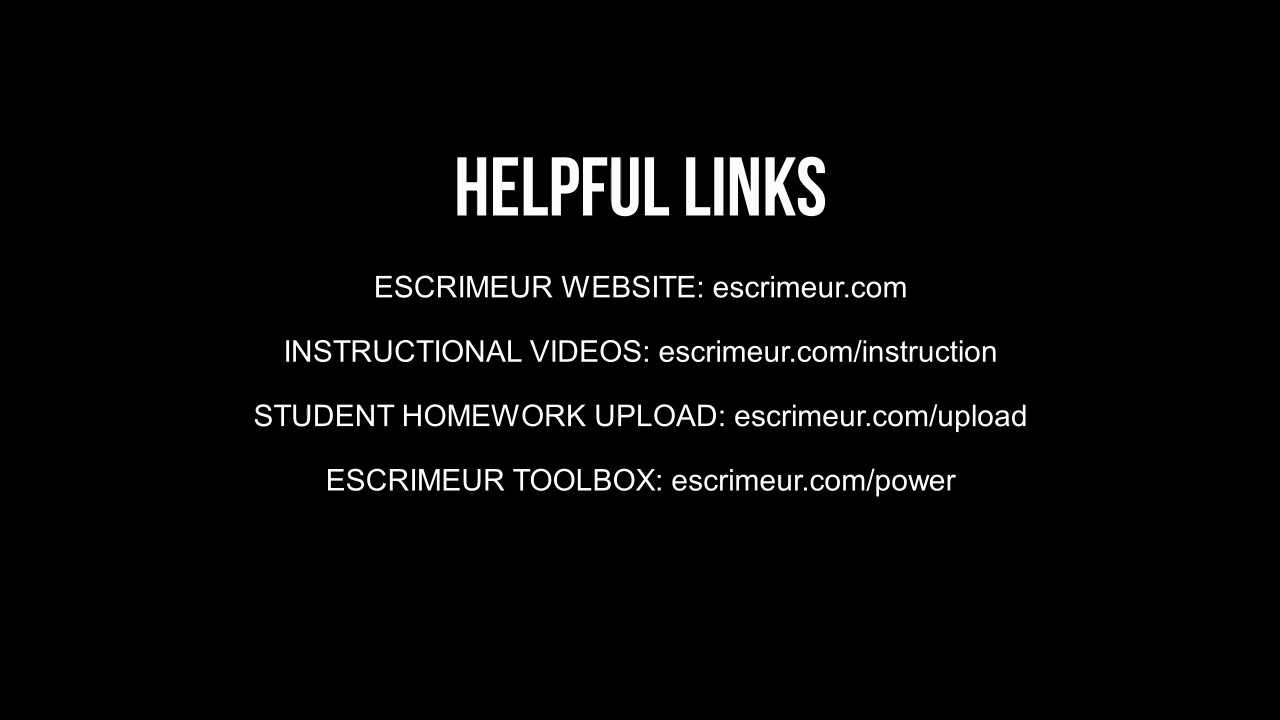 HELPFUL LINKS
ESCRIMEUR WEBSITE: escrimeur.com
INSTRUCTIONAL VIDEOS: escrimeur.com/instruction
STUDENT HOMEWORK UPLOAD: escrimeur.com/upload
ESCRIMEUR TOOLBOX: escrimeur.com/power